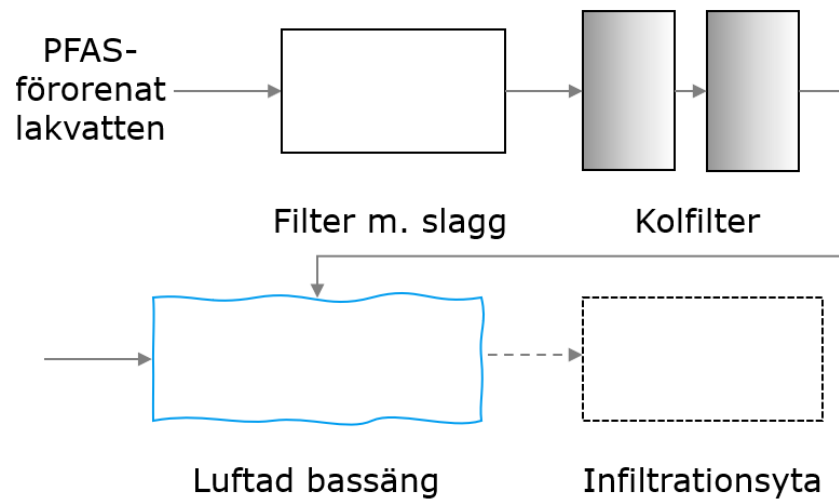 PFAS-
förorenat
lakvatten
Filter m. slagg
Kolfilter
Luftad bassäng
Infiltrationsyta